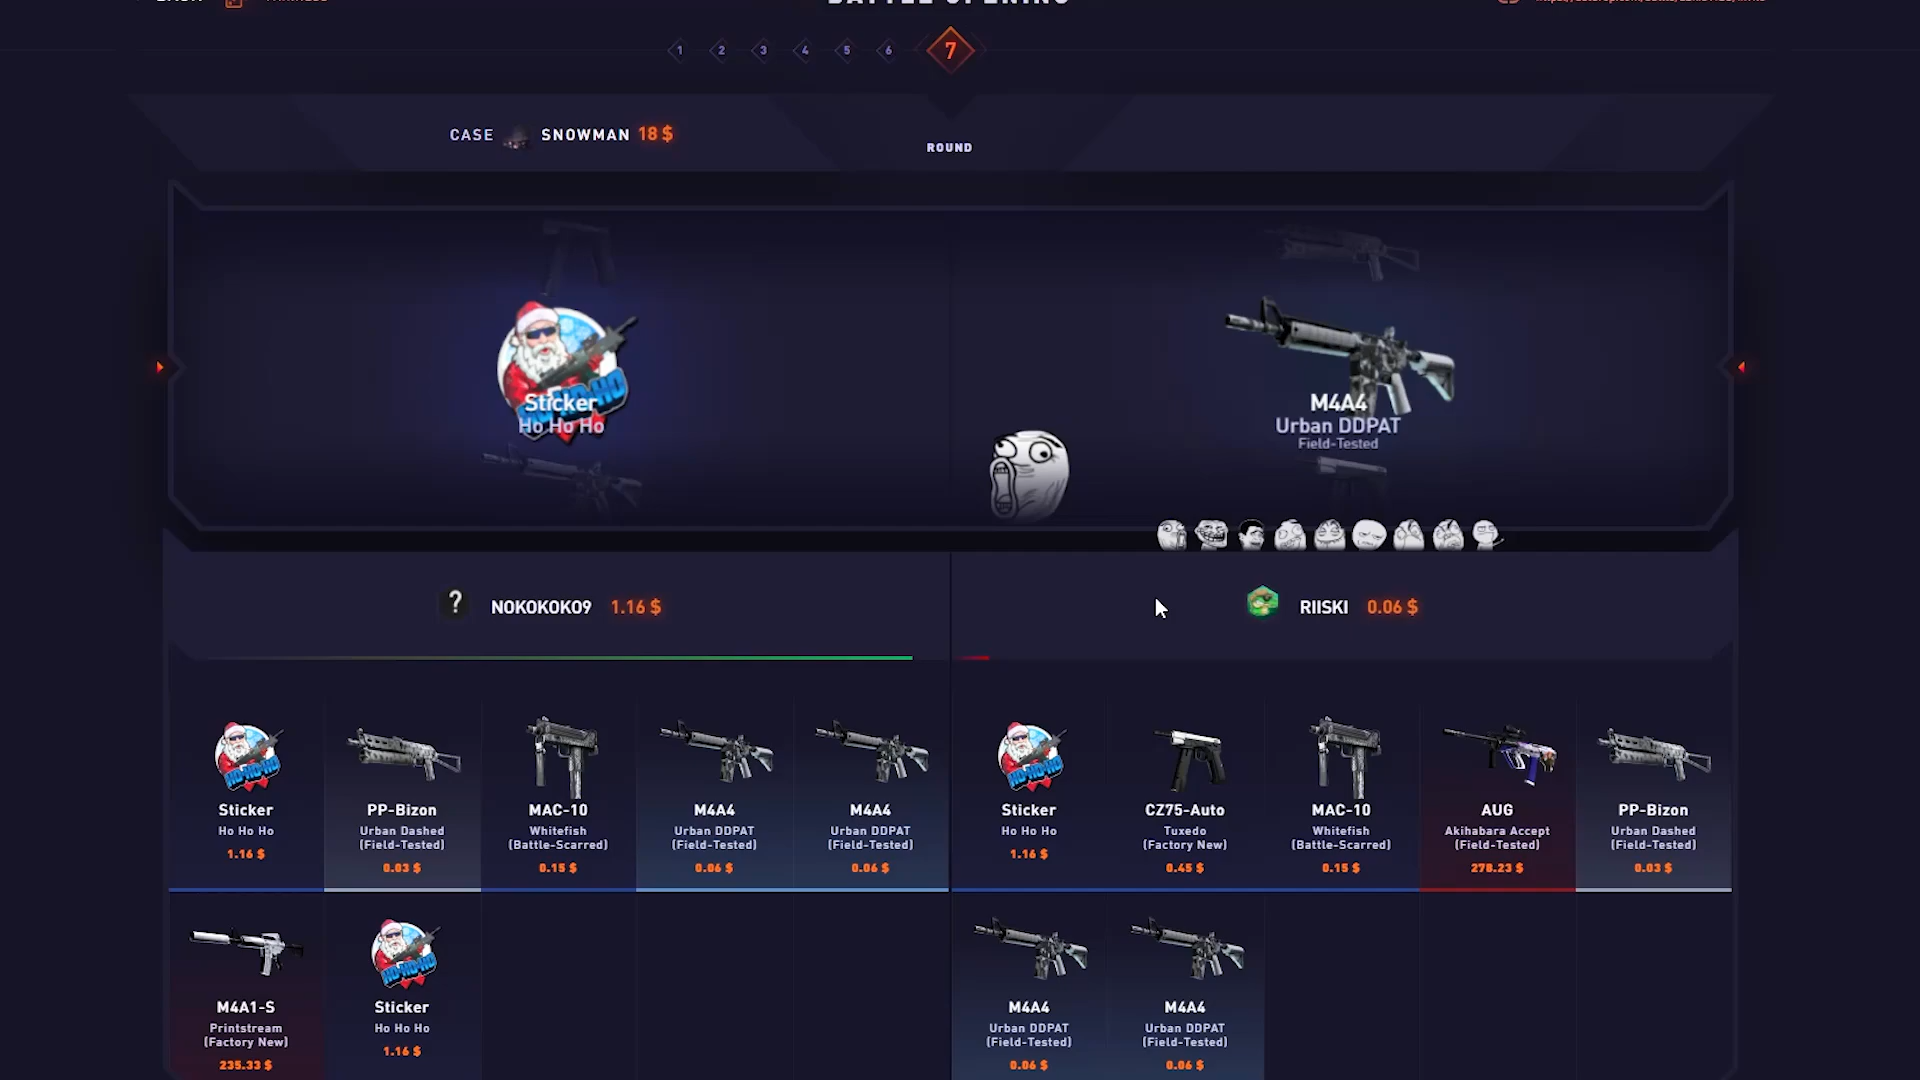 BATTLE OPENING
1 2 3 4 5 6 7
CASE SNOWMAN 18 $
ROUND
Sticker
Ho Ho Ho
M4A4
Urban DDPAT
Field-Tested
? NOKOKOKO9 1.16 $
RIISKI 0.06 $
Sticker
Ho Ho Ho
1.16 $
PP-Bizon
Urban Dashed
(Field-Tested)
0.03 $
MAC-10
Whitefish
(Battle-Scarred)
0.15 $
M4A4
Urban DDPAT
(Field-Tested)
0.06 $
M4A4
Urban DDPAT
(Field-Tested)
0.06 $
Sticker
Ho Ho Ho
1.16 $
CZ75-Auto
Tuxedo
(Factory New)
0.45 $
MAC-10
Whitefish
(Battle-Scarred)
0.15 $
AUG
Akihabara Accept
(Field-Tested)
278.23 $
PP-Bizon
Urban Dashed
(Field-Tested)
0.03 $
M4A1-S
Printstream
(Factory New)
235.33 $
Sticker
Ho Ho Ho
1.16 $
M4A4
Urban DDPAT
(Field-Tested)
0.06 $
M4A4
Urban DDPAT
(Field-Tested)
0.06 $